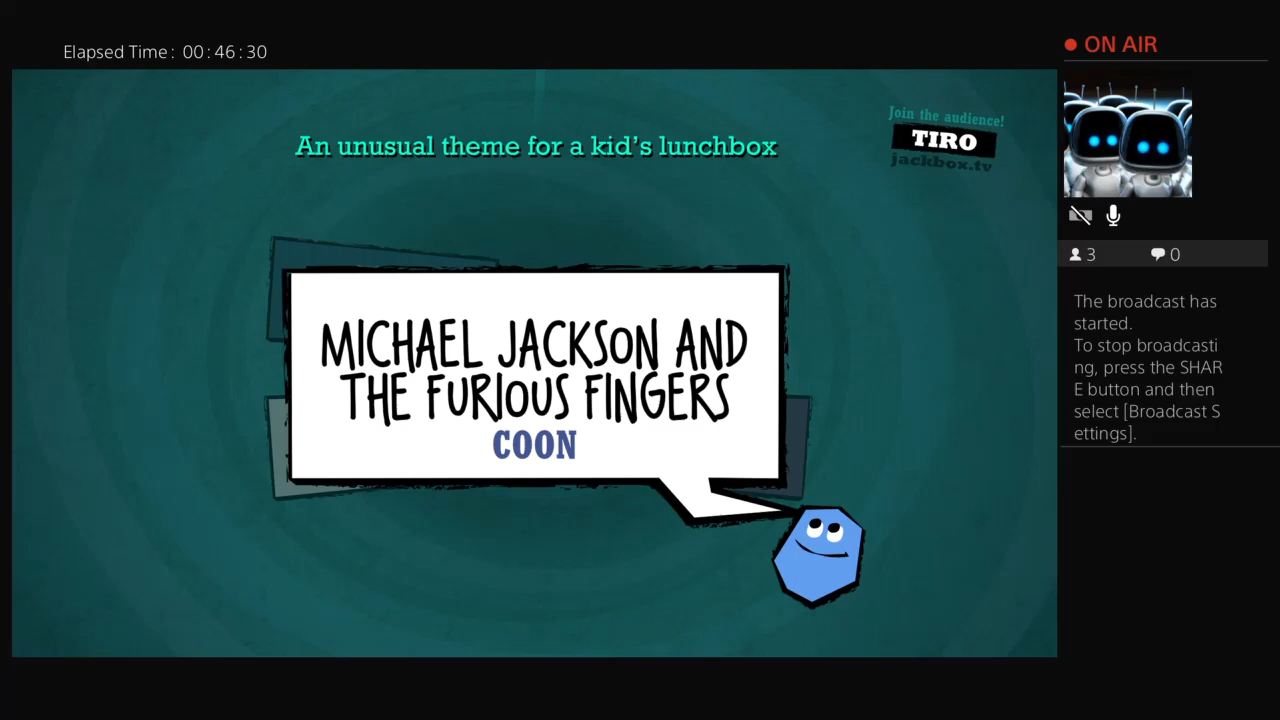 Elapsed Time: 00:46:30
ON AIR
Join the audience!
TIRO
jackbox.tv
An unusual theme for a kid's lunchbox
MICHAEL JACKSON AND
THE FURIOUS FINGERS
COON
3
0
The broadcast has
started.
To stop broadcasti
ng, press the SHAR
E button and then
select [Broadcast S
ettings].